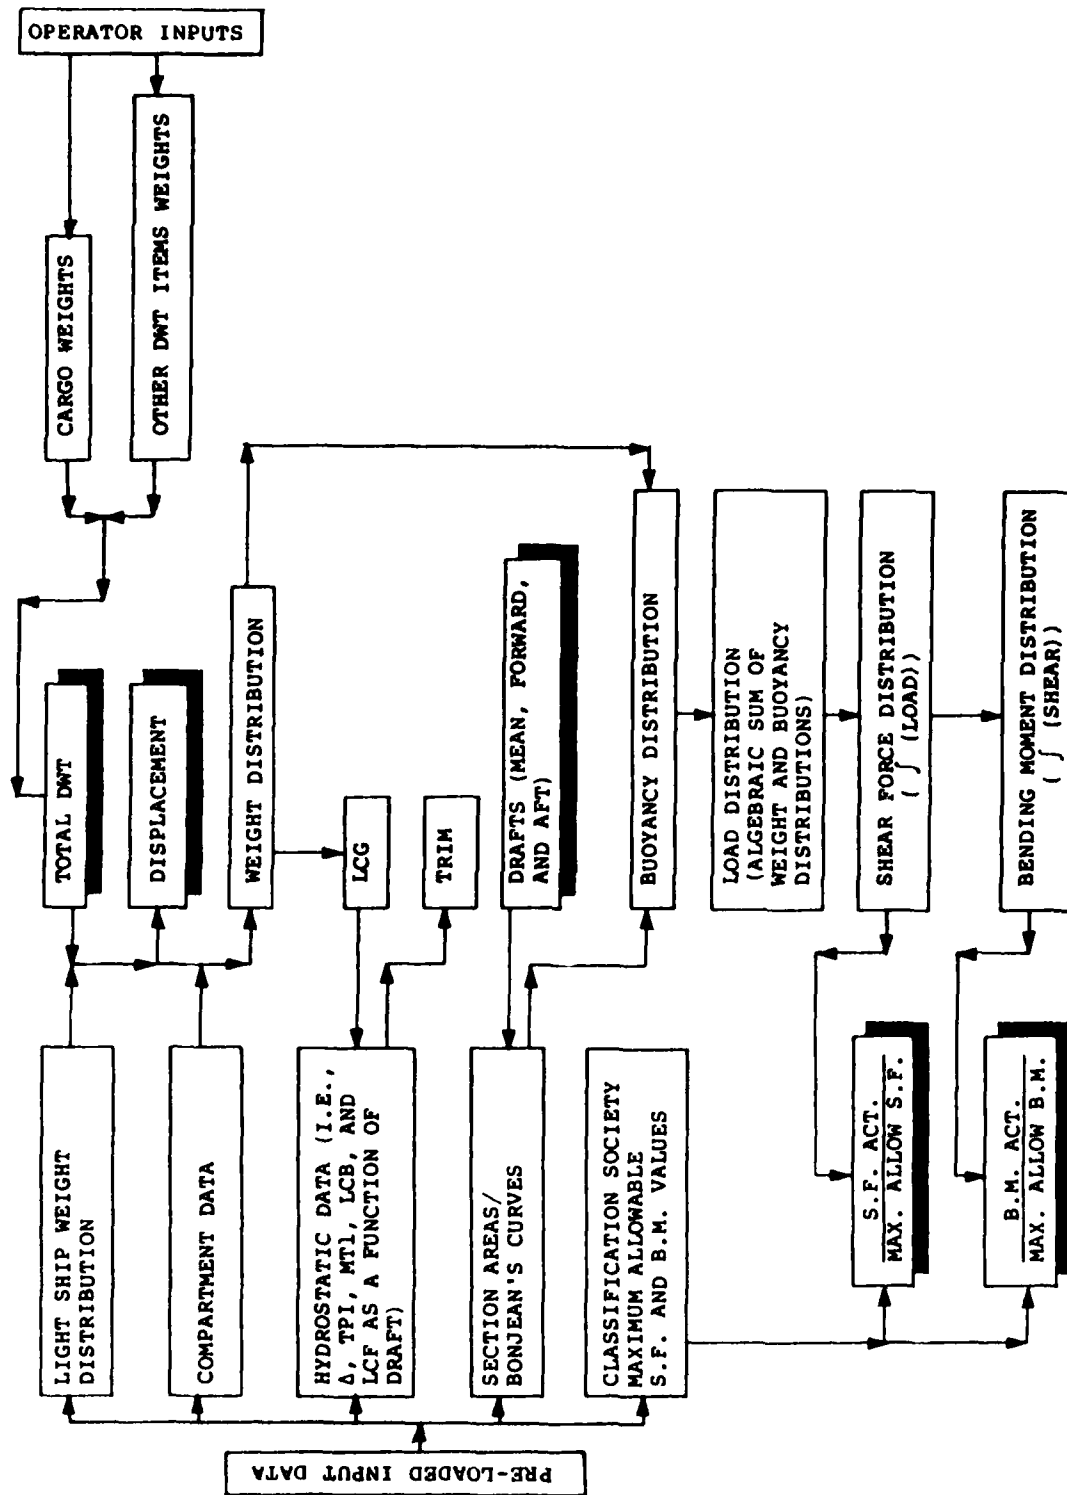 PRE-LOADED INPUT DATA
LIGHT SHIP WEIGHT
DISTRIBUTION
COMPARTMENT DATA
HYDROSTATIC DATA (I.E.,
Δ, TPI, MT1, LCB, AND
LCF AS A FUNCTION OF
DRAFT)
SECTION AREAS/
BONJEAN'S CURVES
CLASSIFICATION SOCIETY
MAXIMUM ALLOWABLE
S.F. AND B.M. VALUES
S.F. ACT.
MAX. ALLOW S.F.
B.M. ACT.
MAX. ALLOW B.M.
TOTAL DWT
DISPLACEMENT
WEIGHT DISTRIBUTION
LCG
TRIM
DRAFTS (MEAN, FORWARD,
AND AFT)
BUOYANCY DISTRIBUTION
LOAD DISTRIBUTION
(ALGEBRAIC SUM OF
WEIGHT AND BUOYANCY
DISTRIBUTIONS)
SHEAR FORCE DISTRIBUTION
( ∫ (LOAD))
BENDING MOMENT DISTRIBUTION
( ∫ (SHEAR))
CARGO WEIGHTS
OTHER DWT ITEMS WEIGHTS
OPERATOR INPUTS